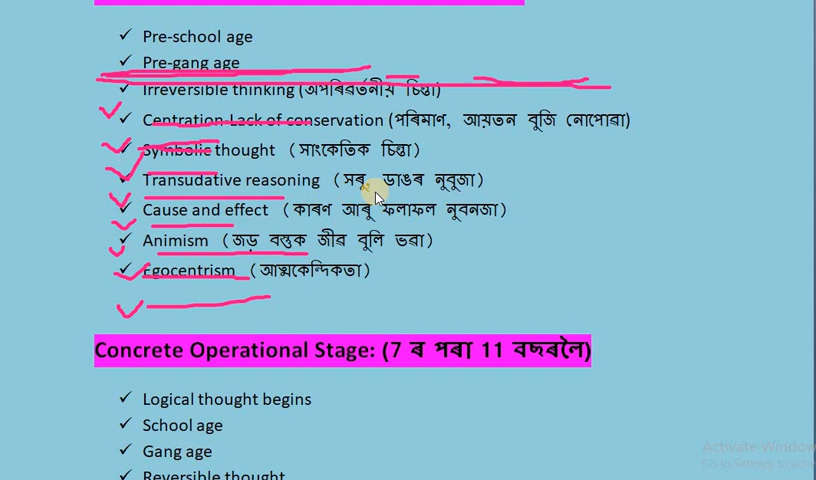 Pre-school age
Pre-gang age
Irreversible thinking (অপৰিৱৰ্তনীয় চিন্তা)
Centration-Lack of conservation (পৰিমাণ, আয়তন বুজি নোপোৱা)
Symbolic thought (সাংকেতিক চিন্তা)
Transudative reasoning (সৰু ডাঙৰ নুবুজা)
Cause and effect (কাৰণ আৰু ফলাফল নুবনজা)
Animism (জড় বস্তুক জীৱ বুলি ভৱা)
Egocentrism (আত্মকেন্দিকতা)
Concrete Operational Stage: (7 ৰ পৰা 11 বছৰলৈ)
Logical thought begins
School age
Gang age
Reversible thought
Activate Window